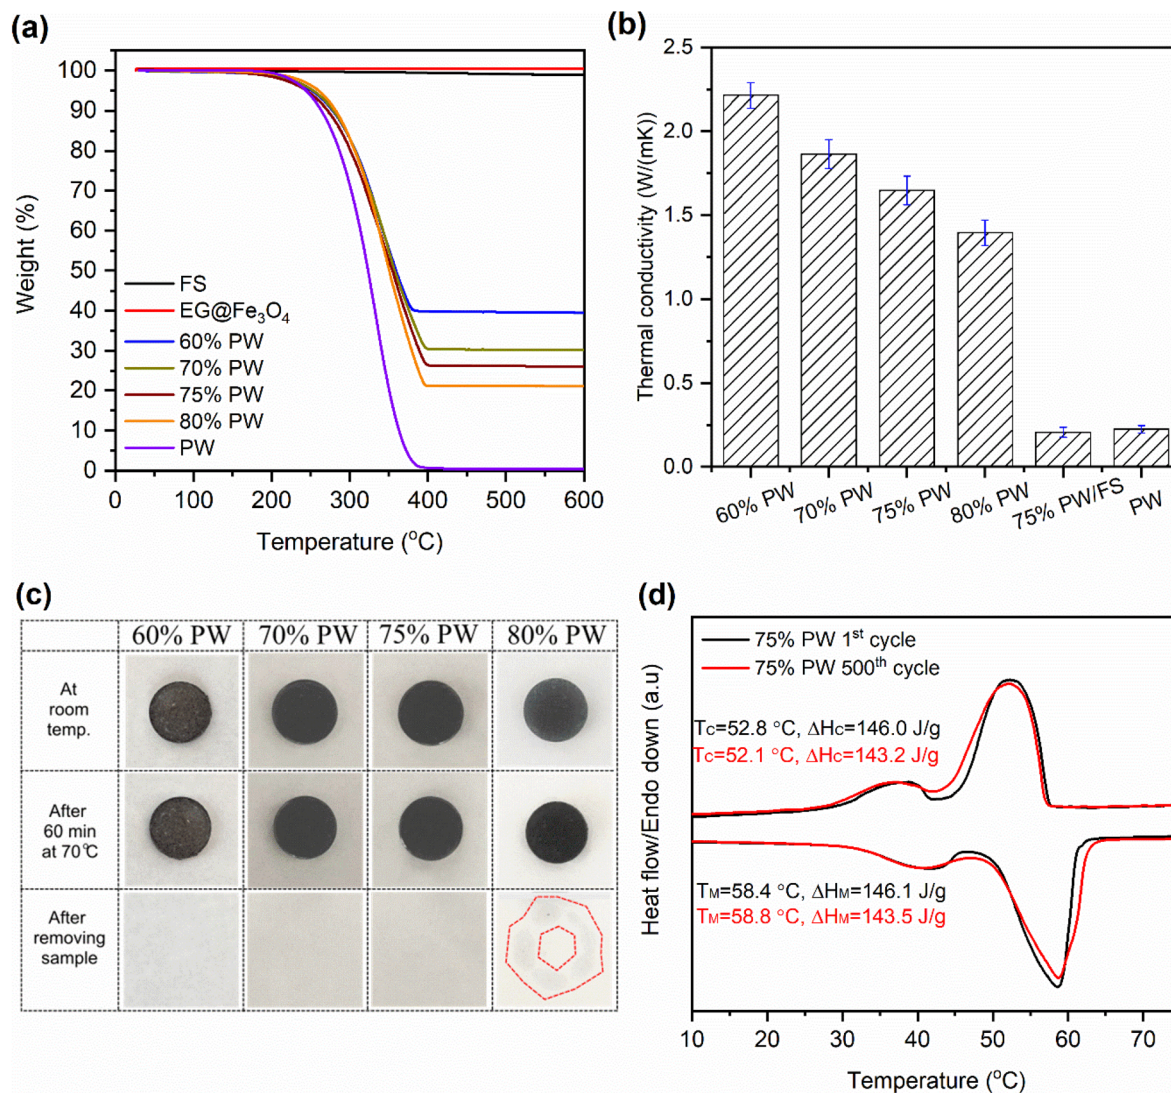 (a)
100
90
80
70
60
50
40
30
20
10
0
Weight (%)
FS
EG@Fe₃O₄
60% PW
70% PW
75% PW
80% PW
PW
0 100 200 300 400 500 600
Temperature (°C)
(b)
2.5
2.0
1.5
1.0
0.5
0.0
Thermal conductivity (W/(mK))
60% PW
70% PW
75% PW
80% PW
75% PW/FS
PW
(c)
60% PW 70% PW 75% PW 80% PW
At
room
temp.
After
60 min
at 70℃
After
removing
sample
(d)
75% PW 1ˢᵗ cycle
75% PW 500ᵗʰ cycle
Tc=52.8 °C, ΔHc=146.0 J/g
Tc=52.1 °C, ΔHc=143.2 J/g
TM=58.4 °C, ΔHM=146.1 J/g
TM=58.8 °C, ΔHM=143.5 J/g
Heat flow/Endo down (a.u)
10 20 30 40 50 60 70
Temperature (°C)